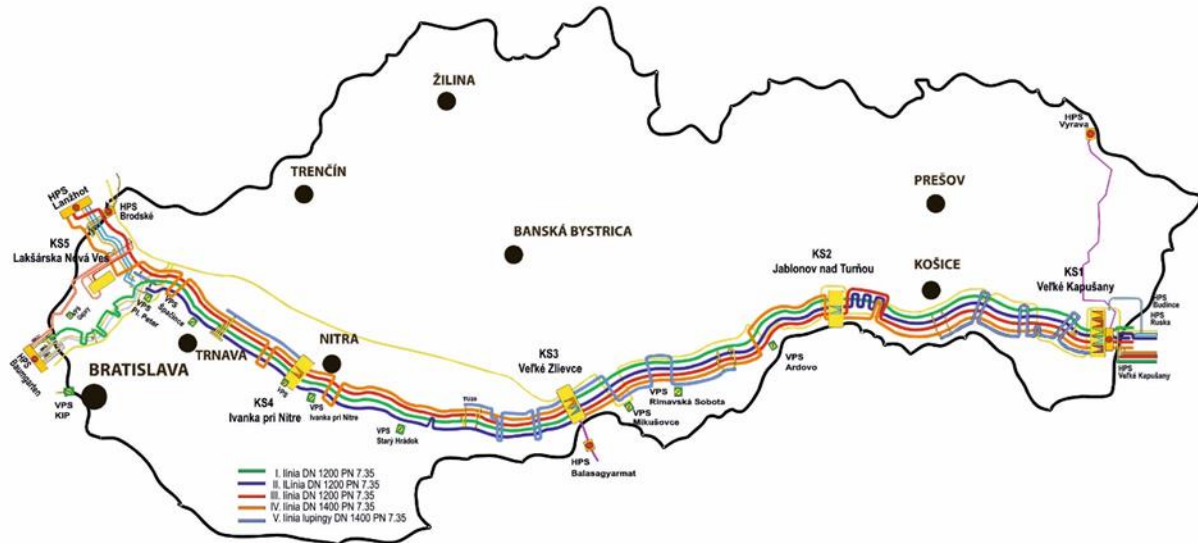 ŽILINA
HPS
Vyrava
TRENČÍN
HPS
Lanžhot
PREŠOV
HPS
Brodské
BANSKÁ BYSTRICA
KS5
Lakšárska Nová Ves
KS2
Jablonov nad Turňou
KOŠICE
KS1
Veľké Kapušany
HPS
Budince
HPS
Ruska
HPS
Veľké Kapušany
VPS
Špačince
VPS
Pl. Peter
TRNAVA
NITRA
HPS
Baumgarten
BRATISLAVA
VPS
KIP
KS4
Ivanka pri Nitre
VPS
VPS
Ivanka pri Nitre
KS3
Veľké Zlievce
VPS
Ardovo
VPS
Rimavská Sobota
VPS
Mikušovce
TU29
VPS
Starý Hrádok
HPS
Balasagyarmat
I. línia DN 1200 PN 7.35
II. ILínia DN 1200 PN 7.35
III. línia DN 1200 PN 7.35
IV. línia DN 1400 PN 7.35
V. línia lupingy DN 1400 PN 7.35